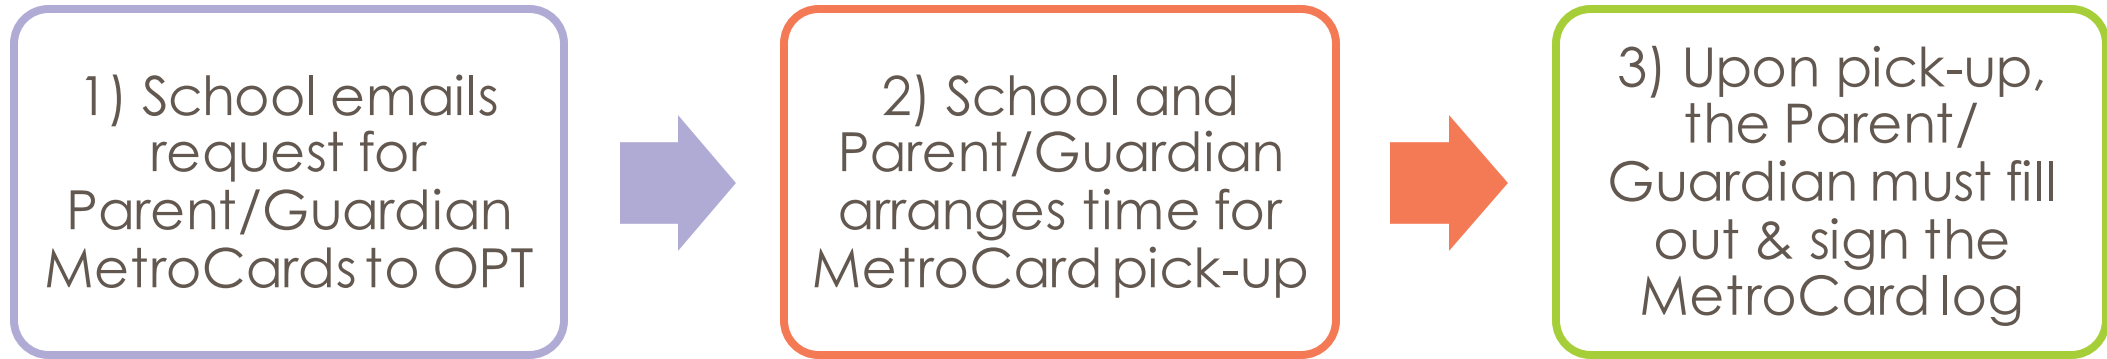 1) School emails
request for
Parent/Guardian
MetroCards to OPT
2) School and
Parent/Guardian
arranges time for
MetroCard pick-up
3) Upon pick-up,
the Parent/
Guardian must fill
out & sign the
MetroCard log